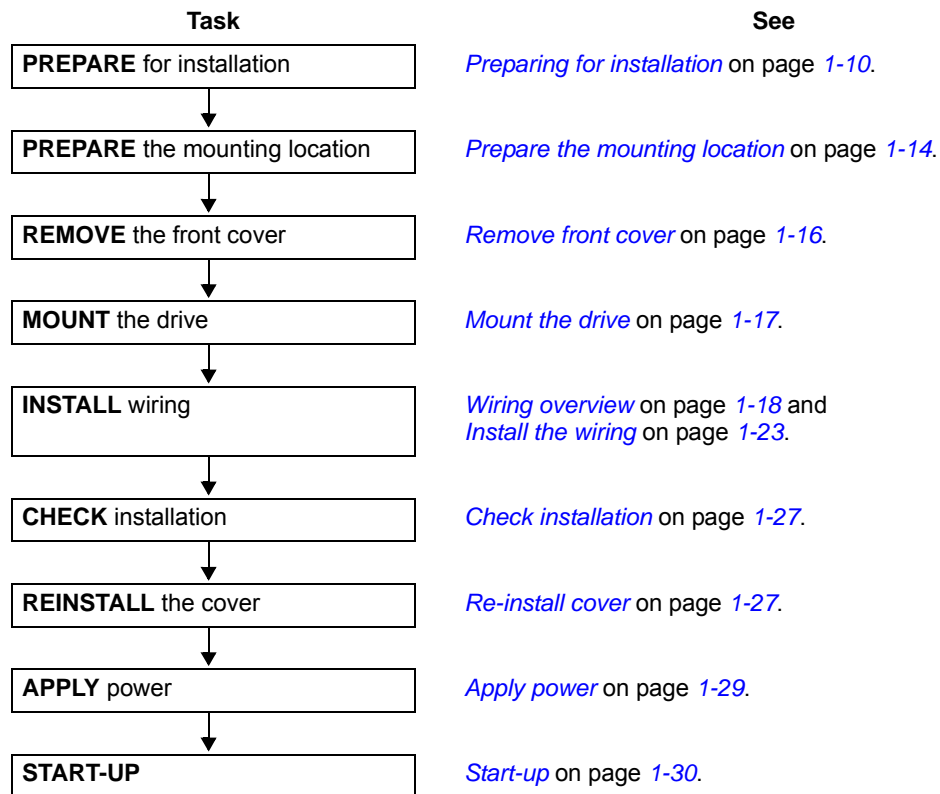 Task See
PREPARE for installation Preparing for installation on page 1-10.
PREPARE the mounting location Prepare the mounting location on page 1-14.
REMOVE the front cover Remove front cover on page 1-16.
MOUNT the drive Mount the drive on page 1-17.
INSTALL wiring Wiring overview on page 1-18 and
Install the wiring on page 1-23.
CHECK installation Check installation on page 1-27.
REINSTALL the cover Re-install cover on page 1-27.
APPLY power Apply power on page 1-29.
START-UP Start-up on page 1-30.